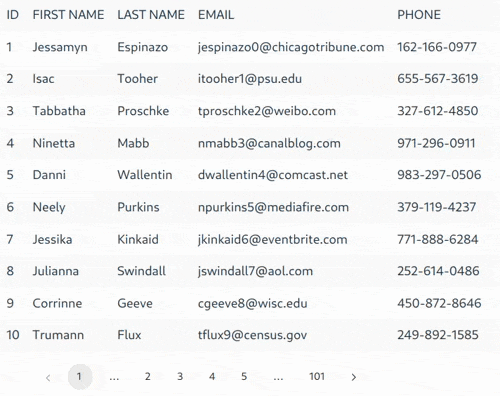 ID FIRST NAME LAST NAME EMAIL PHONE
1 Jessamyn Espinazo jespinazo0@chicagotribune.com 162-166-0977
2 Isac Tooher itooher1@psu.edu 655-567-3619
3 Tabbatha Proschke tproschke2@weibo.com 327-612-4850
4 Ninetta Mabb nmabb3@canalblog.com 971-296-0911
5 Danni Wallentin dwallentin4@comcast.net 983-297-0506
6 Neely Purkins npurkins5@mediafire.com 379-119-4237
7 Jessika Kinkaid jkinkaid6@eventbrite.com 771-888-6284
8 Julianna Swindall jswindall7@aol.com 252-614-0486
9 Corrinne Geeve cgeeve8@wisc.edu 450-872-8646
10 Trumann Flux tflux9@census.gov 249-892-1585
‹ 1 ... 2 3 4 5 ... 101 ›